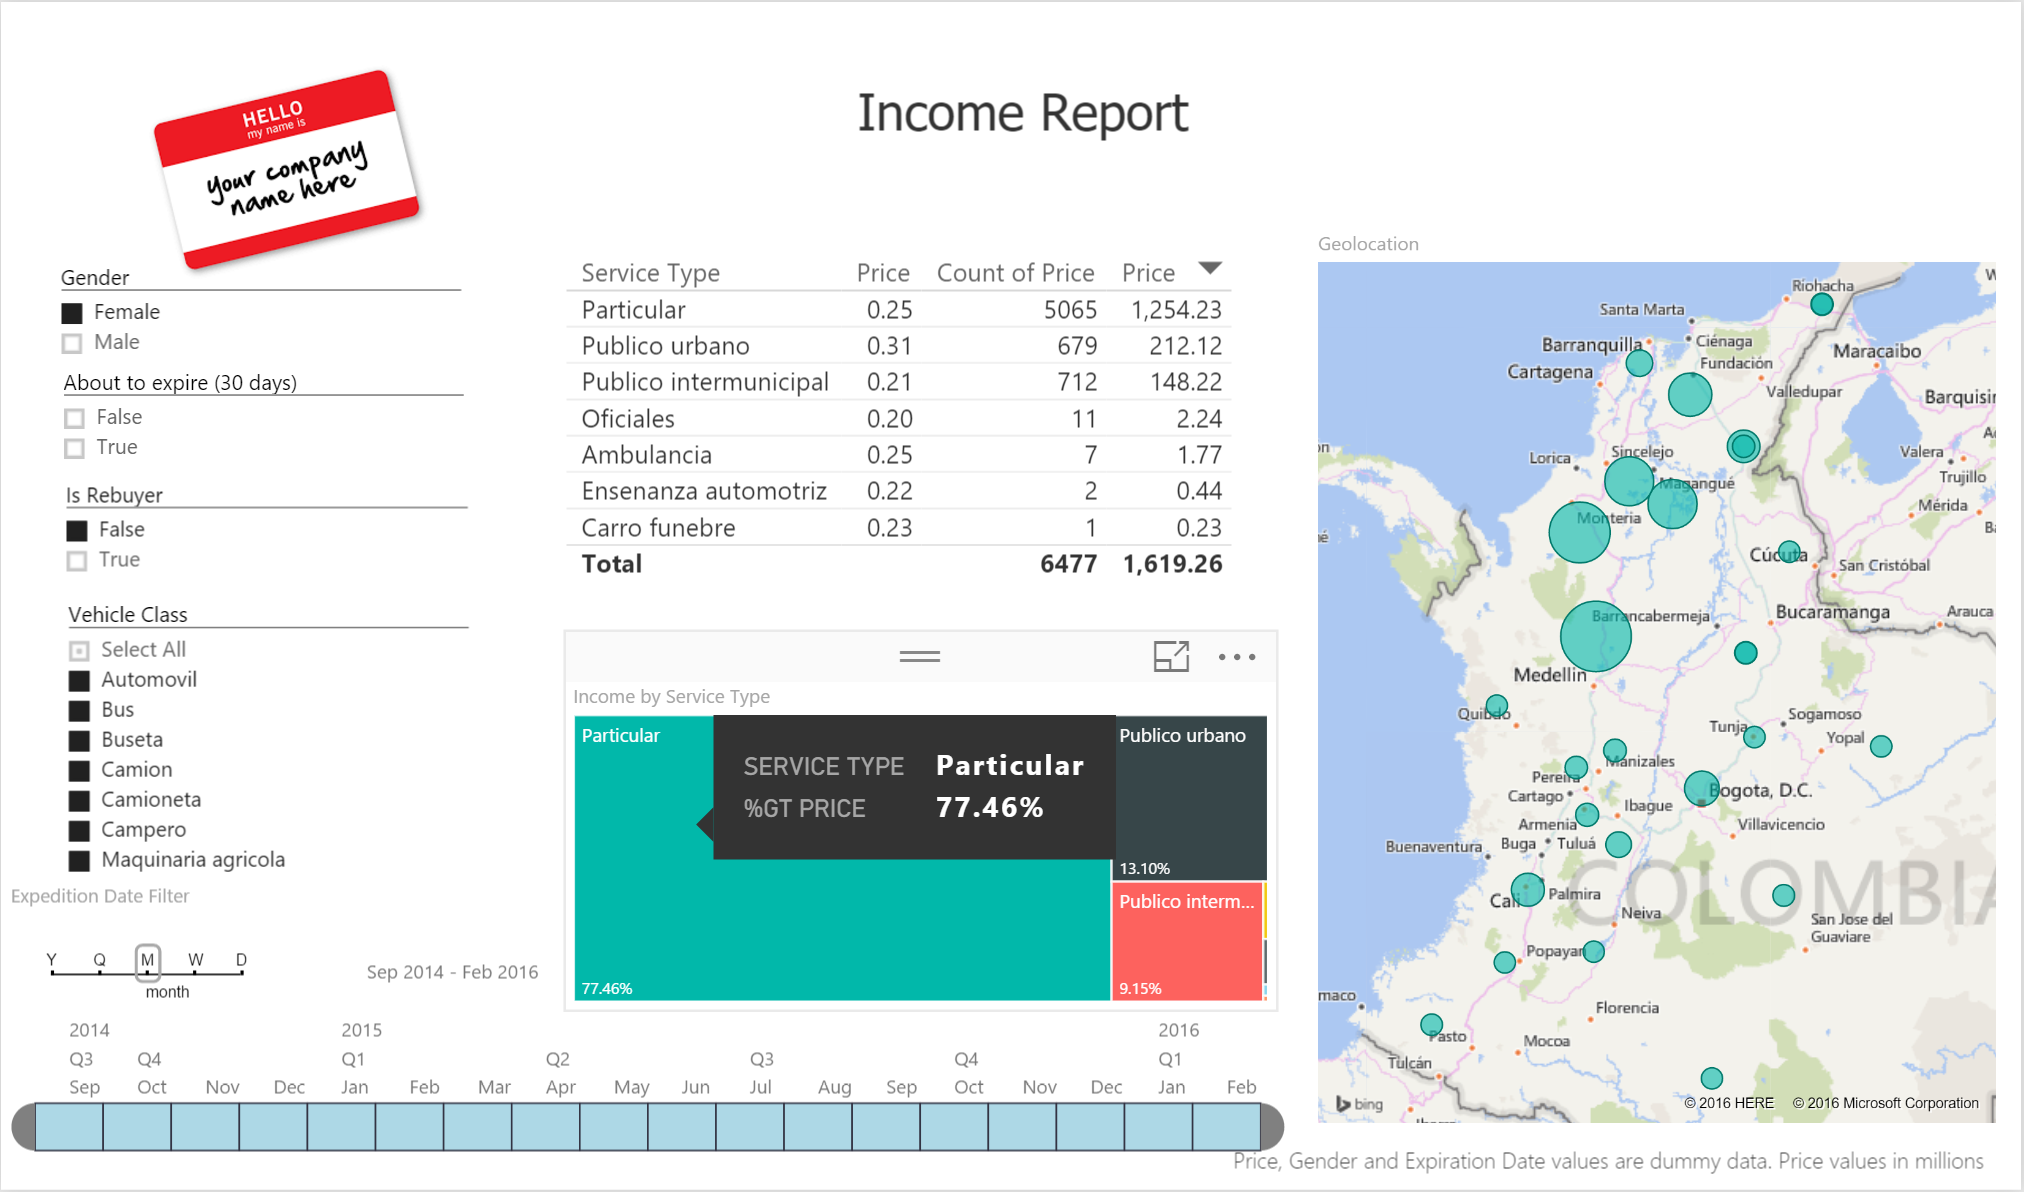 HELLO
my name is
your company
name here
Income Report
Gender
Female
Male
About to expire (30 days)
False
True
Is Rebuyer
False
True
Vehicle Class
Select All
Automovil
Bus
Buseta
Camion
Camioneta
Campero
Maquinaria agricola
Service Type Price Count of Price Price
Particular 0.25 5065 1,254.23
Publico urbano 0.31 679 212.12
Publico intermunicipal 0.21 712 148.22
Oficiales 0.20 11 2.24
Ambulancia 0.25 7 1.77
Ensenanza automotriz 0.22 2 0.44
Carro funebre 0.23 1 0.23
Total 6477 1,619.26
Income by Service Type
Particular
77.46%
SERVICE TYPE Particular
%GT PRICE 77.46%
Publico urbano
13.10%
Publico interm...
9.15%
Geolocation
Riohacha
Santa Marta
Barranquilla
Ciénaga
Maracaibo
Fundación
Cartagena
Valledupar
Barquisir
Sincelejo
Valera
Lorica
Trujillo
Magangué
Mérida
Monteria
Cúcuta
San Cristóbal
Barrancabermeja
Bucaramanga
Arauca
Medellin
Quibdo
Sogamoso
Tunja
Yopal
Manizales
Pereira
Cartago
Bogota, D.C.
Ibague
Armenia
Villavicencio
Buenaventura
Buga
Tuluá
COLOMBIA
Cali
Palmira
Neiva
San Jose del
Guaviare
Popayan
maco
Florencia
Pasto
Mocoa
Tulcán
bing
© 2016 HERE © 2016 Microsoft Corporation
Expedition Date Filter
Y Q M W D
month
Sep 2014 - Feb 2016
2014 2015 2016
Q3 Q4 Q1 Q2 Q3 Q4 Q1
Sep Oct Nov Dec Jan Feb Mar Apr May Jun Jul Aug Sep Oct Nov Dec Jan Feb
Price, Gender and Expiration Date values are dummy data. Price values in millions